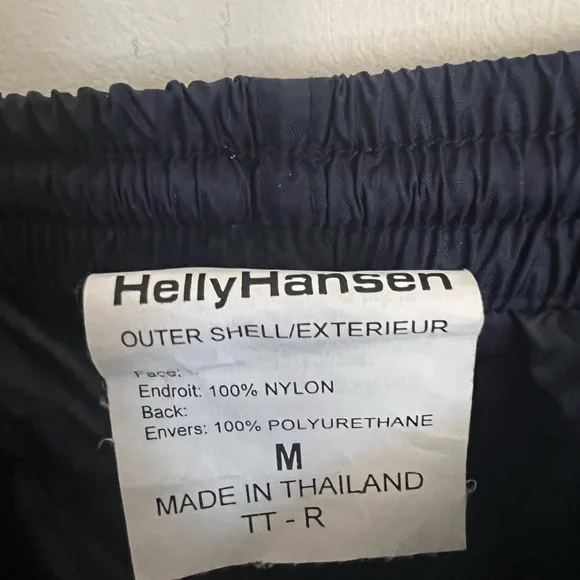 HellyHansen
OUTER SHELL/EXTERIEUR
Face:
Endroit: 100% NYLON
Back:
Envers: 100% POLYURETHANE
M
MADE IN THAILAND
TT - R